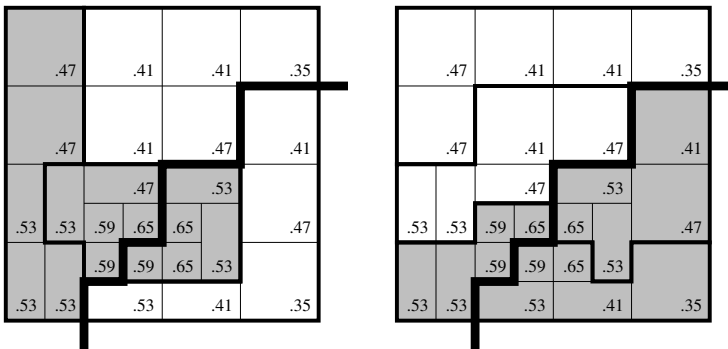 .47 .41 .41 .35 .47 .41 .41 .35
.47 .41 .47 .41 .47 .41 .47 .41
.47 .53 .47 .53
.53 .53 .59 .65 .65 .47 .53 .53 .59 .65 .65 .47
.59 .59 .65 .53 .59 .59 .65 .53
.53 .53 .53 .41 .35 .53 .53 .53 .41 .35